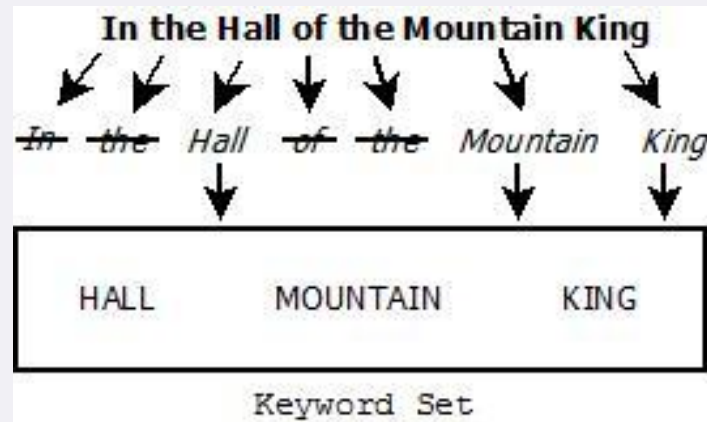 In the Hall of the Mountain King
In the Hall of the Mountain King
HALL MOUNTAIN KING
Keyword Set